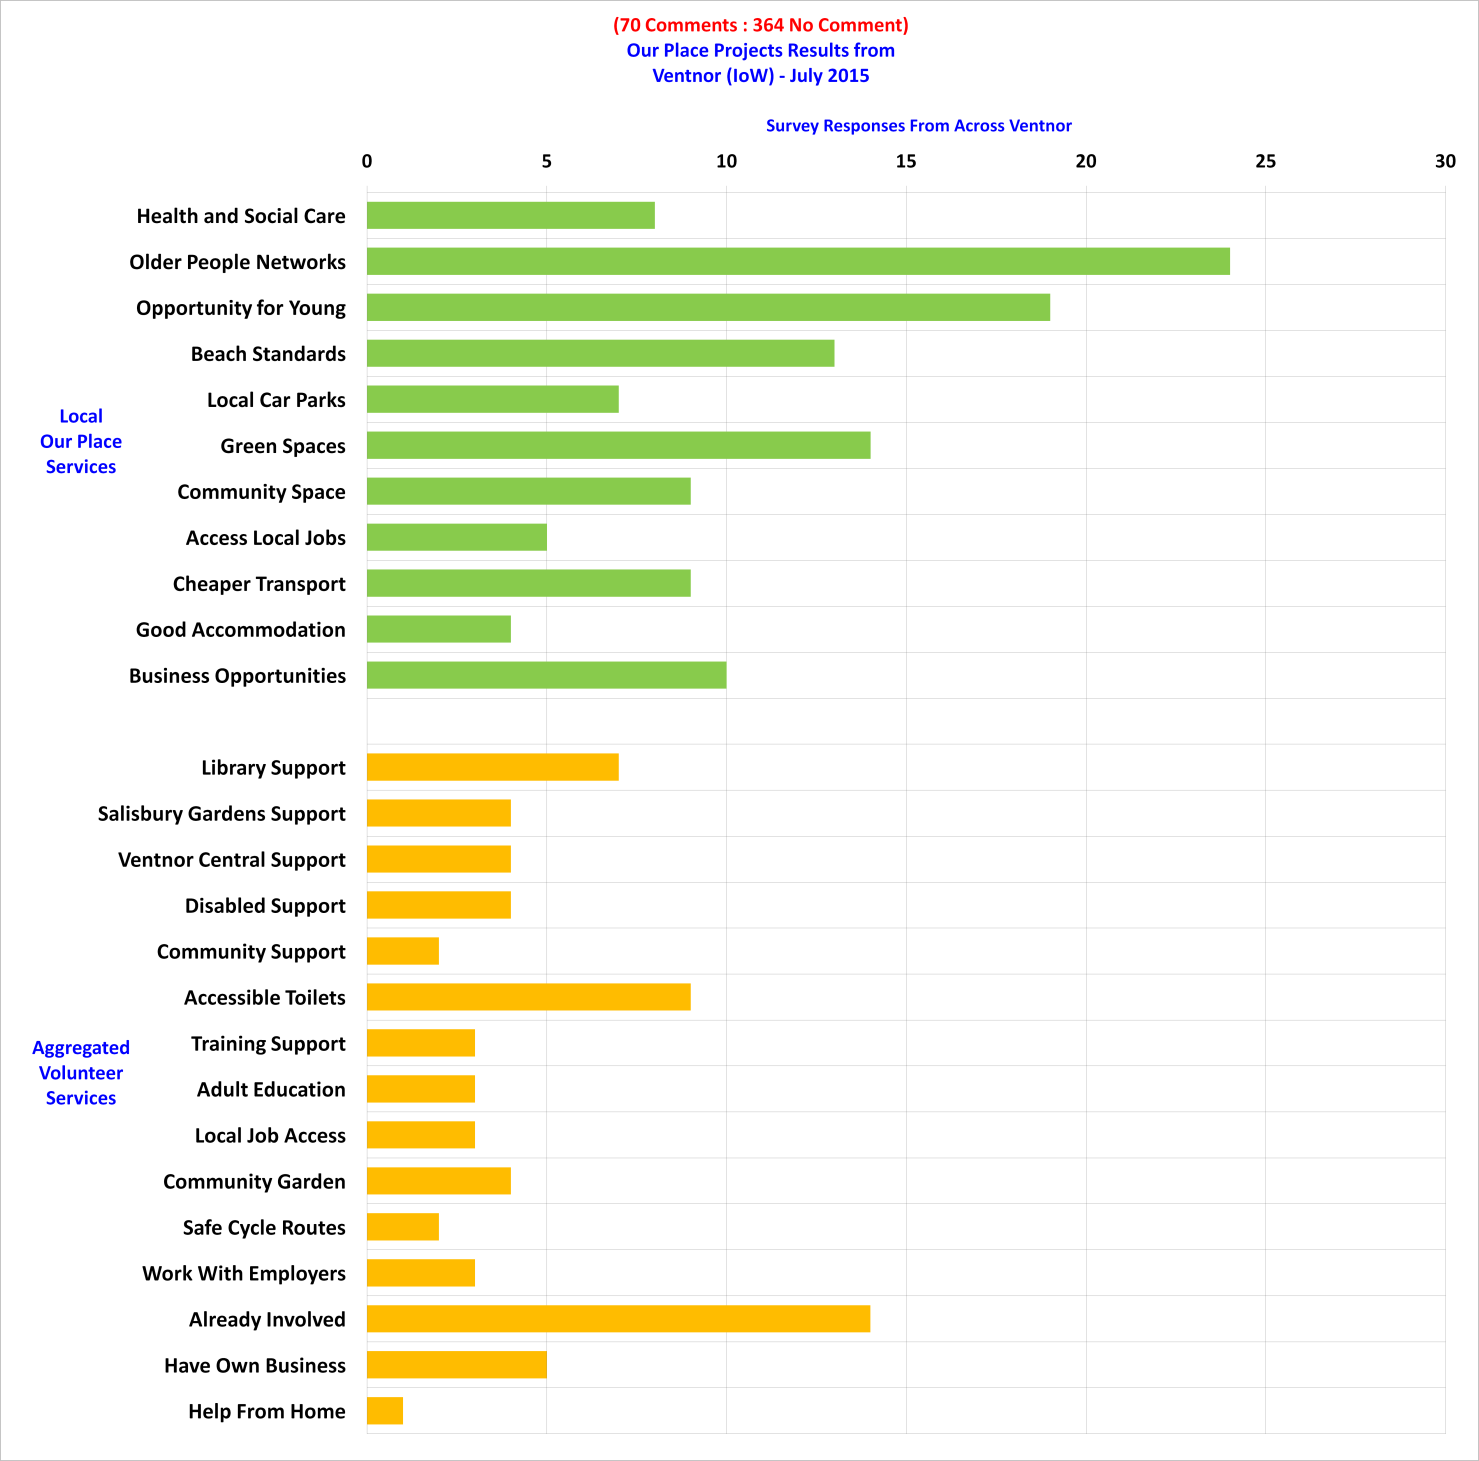 (70 Comments : 364 No Comment)
Our Place Projects Results from
Ventnor (IoW) - July 2015
Survey Responses From Across Ventnor
0 5 10 15 20 25 30
Health and Social Care
Older People Networks
Opportunity for Young
Beach Standards
Local Car Parks
Green Spaces
Community Space
Access Local Jobs
Cheaper Transport
Good Accommodation
Business Opportunities
Local
Our Place
Services
Library Support
Salisbury Gardens Support
Ventnor Central Support
Disabled Support
Community Support
Accessible Toilets
Training Support
Adult Education
Local Job Access
Community Garden
Safe Cycle Routes
Work With Employers
Already Involved
Have Own Business
Help From Home
Aggregated
Volunteer
Services